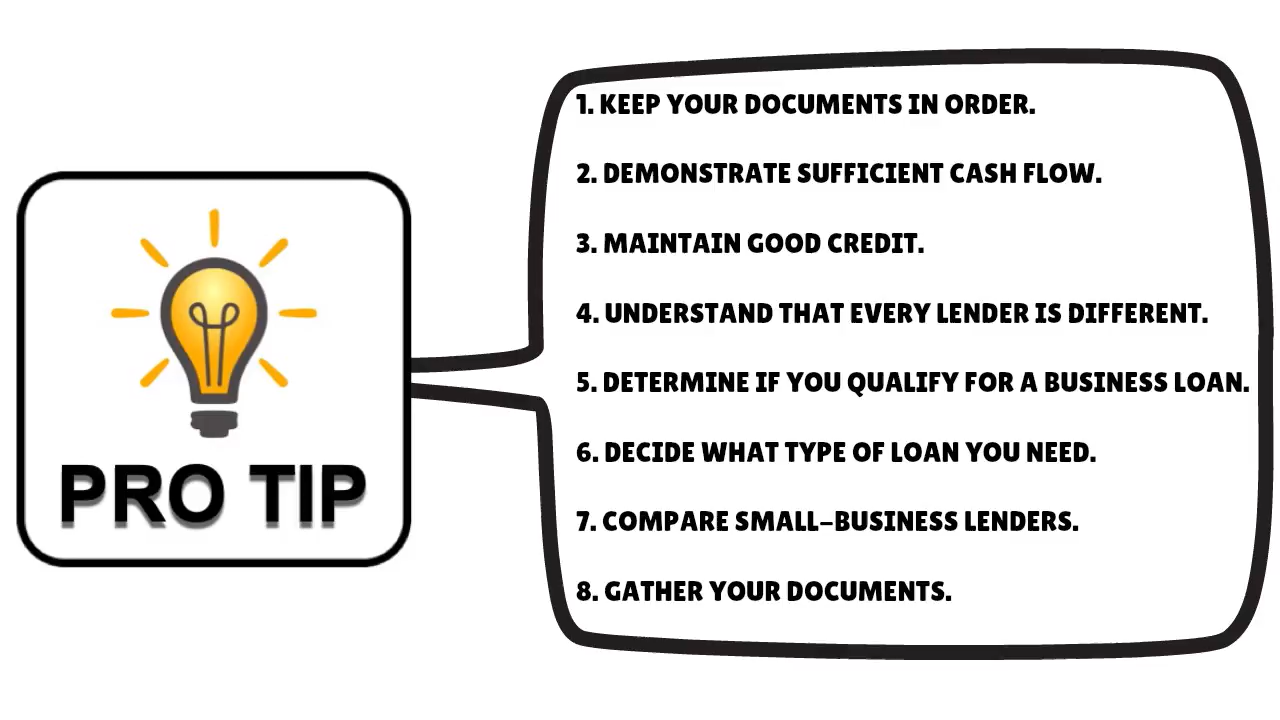 1. KEEP YOUR DOCUMENTS IN ORDER.
2. DEMONSTRATE SUFFICIENT CASH FLOW.
3. MAINTAIN GOOD CREDIT.
4. UNDERSTAND THAT EVERY LENDER IS DIFFERENT.
5. DETERMINE IF YOU QUALIFY FOR A BUSINESS LOAN.
6. DECIDE WHAT TYPE OF LOAN YOU NEED.
7. COMPARE SMALL-BUSINESS LENDERS.
8. GATHER YOUR DOCUMENTS.
PRO TIP